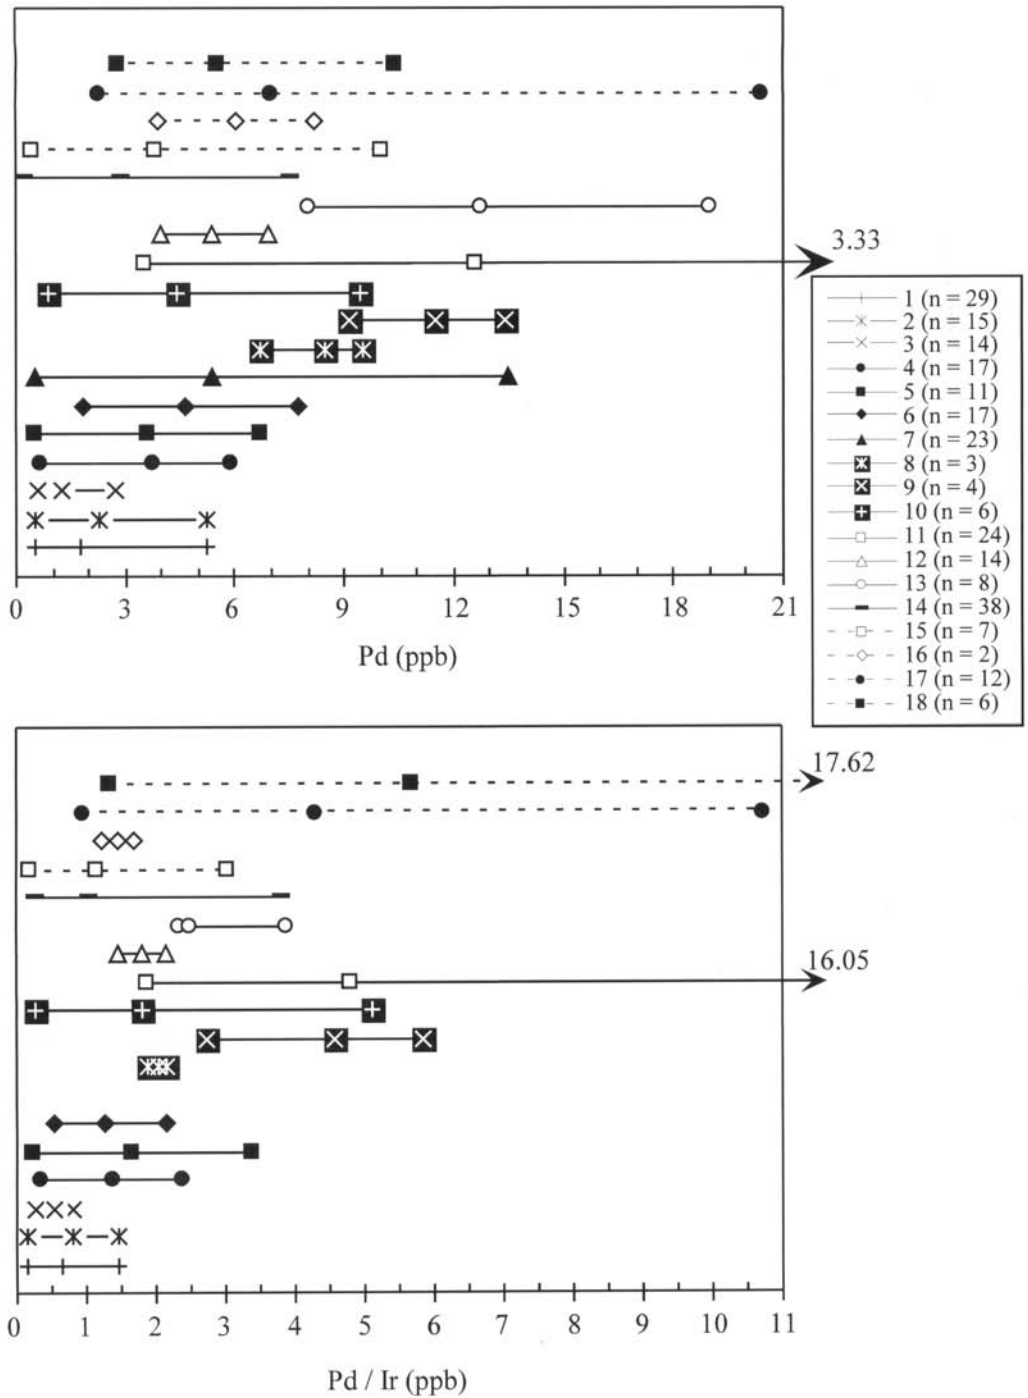 3.33
1 (n = 29)
2 (n = 15)
3 (n = 14)
4 (n = 17)
5 (n = 11)
6 (n = 17)
7 (n = 23)
8 (n = 3)
9 (n = 4)
10 (n = 6)
11 (n = 24)
12 (n = 14)
13 (n = 8)
14 (n = 38)
15 (n = 7)
16 (n = 2)
17 (n = 12)
18 (n = 6)
0 3 6 9 12 15 18 21
Pd (ppb)
17.62
16.05
0 1 2 3 4 5 6 7 8 9 10 11
Pd / Ir (ppb)